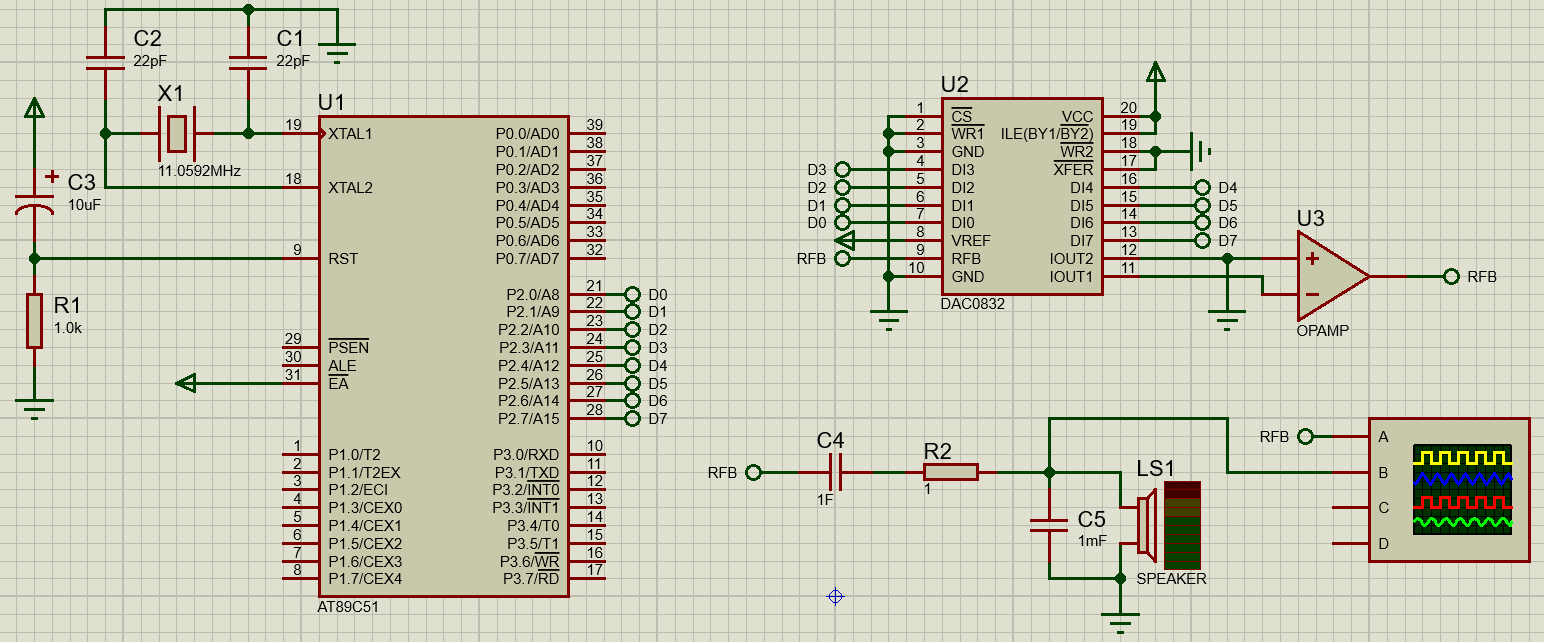 C2
22pF
C1
22pF
X1
11.0592MHz
C3
10uF
R1
1.0k
U1
19 XTAL1
18 XTAL2
9 RST
29 PSEN
30 ALE
31 EA
1 P1.0/T2
2 P1.1/T2EX
3 P1.2/ECI
4 P1.3/CEX0
5 P1.4/CEX1
6 P1.5/CEX2
7 P1.6/CEX3
8 P1.7/CEX4
P0.0/AD0 39
P0.1/AD1 38
P0.2/AD2 37
P0.3/AD3 36
P0.4/AD4 35
P0.5/AD5 34
P0.6/AD6 33
P0.7/AD7 32
P2.0/A8 21 D0
P2.1/A9 22 D1
P2.2/A10 23 D2
P2.3/A11 24 D3
P2.4/A12 25 D4
P2.5/A13 26 D5
P2.6/A14 27 D6
P2.7/A15 28 D7
P3.0/RXD 10
P3.1/TXD 11
P3.2/INT0 12
P3.3/INT1 13
P3.4/T0 14
P3.5/T1 15
P3.6/WR 16
P3.7/RD 17
AT89C51
U2
1 CS
2 WR1
3 GND
D3 4 DI3
D2 5 DI2
D1 6 DI1
D0 7 DI0
8 VREF
RFB 9 RFB
10 GND
VCC 20
ILE(BY1/BY2) 19
WR2 18
XFER 17
DI4 16 D4
DI5 15 D5
DI6 14 D6
DI7 13 D7
IOUT2 12
IOUT1 11
DAC0832
U3
RFB
OPAMP
RFB
C4
1F
R2
1
C5
1mF
LS1
SPEAKER
RFB
A
B
C
D